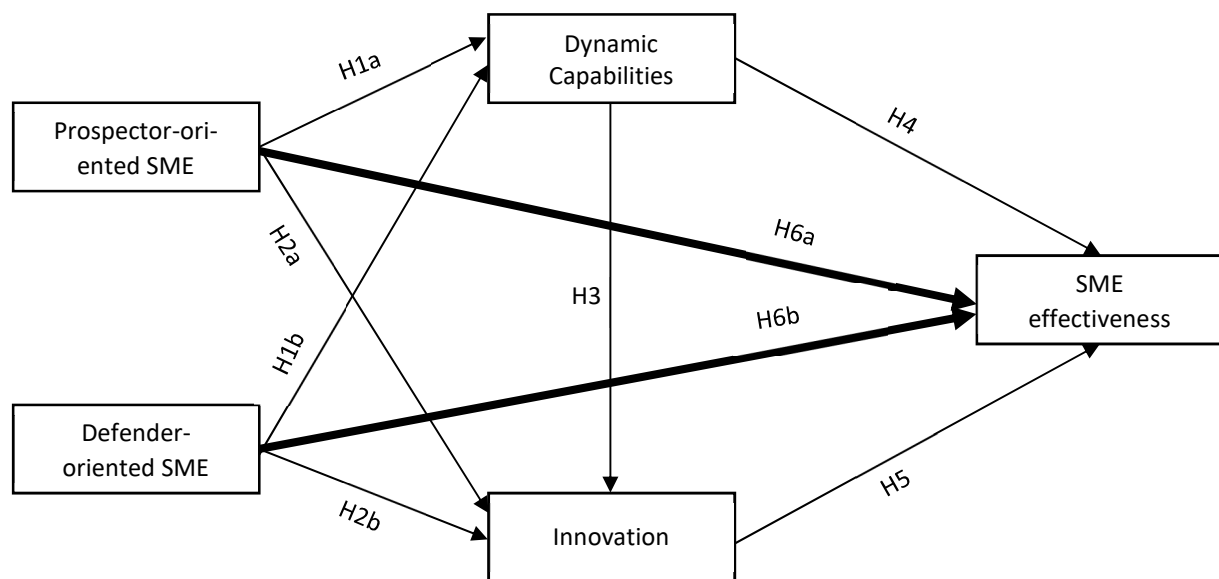 Dynamic
Capabilities
H1a
Prospector-ori-
ented SME
H4
H2a
H6a
H3
SME
effectiveness
H6b
H1b
Defender-
oriented SME
H2b
H5
Innovation